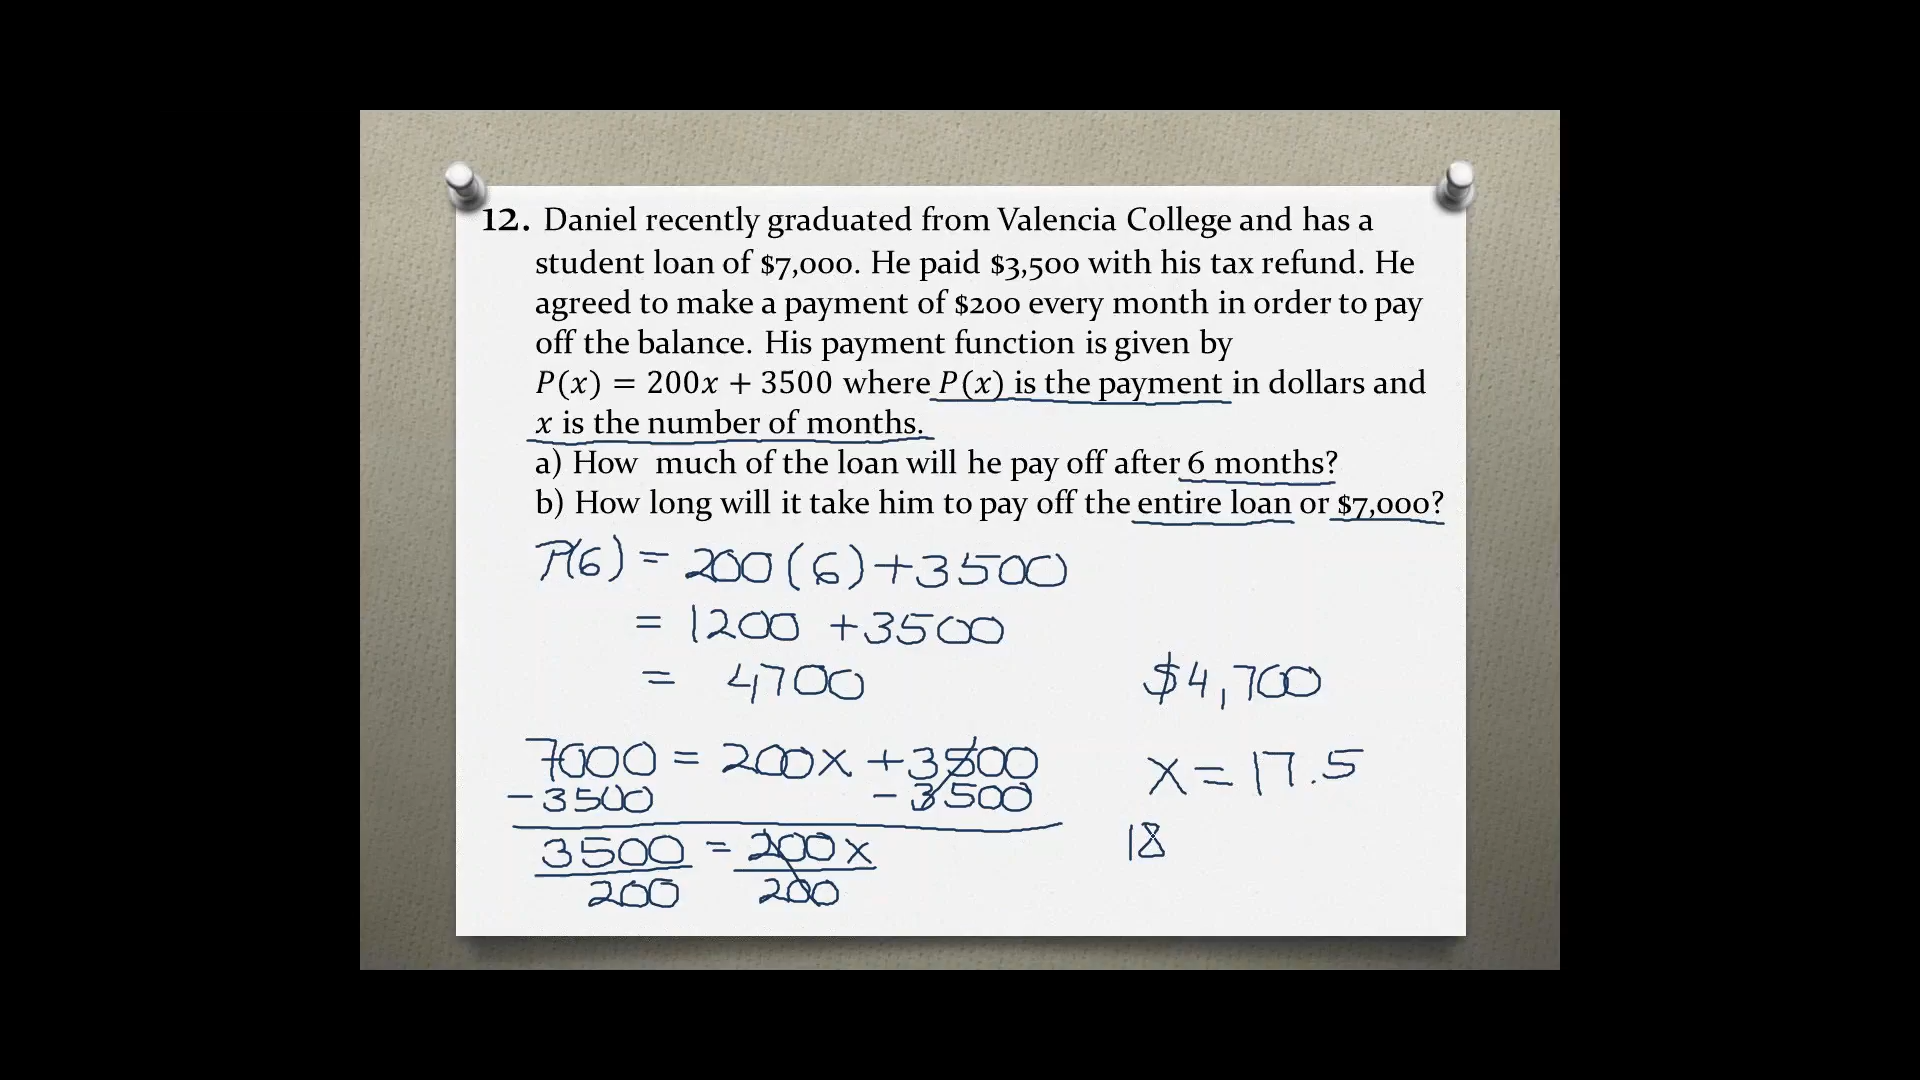 12. Daniel recently graduated from Valencia College and has a
student loan of $7,000. He paid $3,500 with his tax refund. He
agreed to make a payment of $200 every month in order to pay
off the balance. His payment function is given by
P(x) = 200x + 3500 where P(x) is the payment in dollars and
x is the number of months.
a) How much of the loan will he pay off after 6 months?
b) How long will it take him to pay off the entire loan or $7,000?
P(6) = 200(6)+3500
= 1200 +3500
= 4700 $4,700
7000 = 200x +3500 x = 17.5
-3500 -3500
3500 = 200x 18
200 200